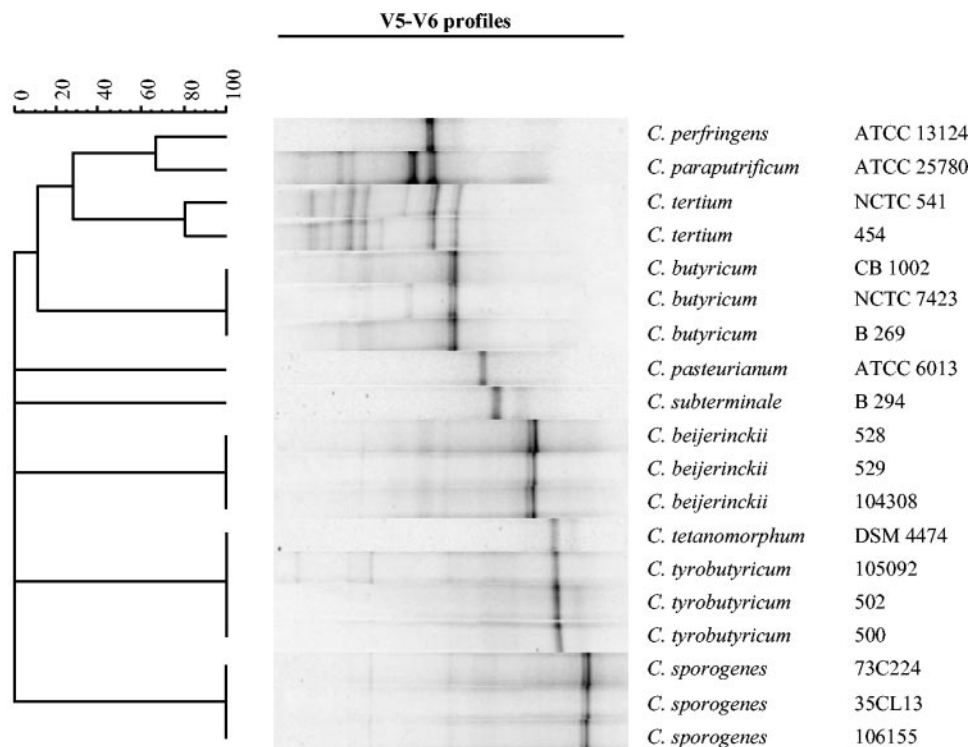 V5-V6 profiles
0 20 40 60 80 100
C. perfringens ATCC 13124
C. paraputrificum ATCC 25780
C. tertium NCTC 541
C. tertium 454
C. butyricum CB 1002
C. butyricum NCTC 7423
C. butyricum B 269
C. pasteurianum ATCC 6013
C. subterminale B 294
C. beijerinckii 528
C. beijerinckii 529
C. beijerinckii 104308
C. tetanomorphum DSM 4474
C. tyrobutyricum 105092
C. tyrobutyricum 502
C. tyrobutyricum 500
C. sporogenes 73C224
C. sporogenes 35CL13
C. sporogenes 106155